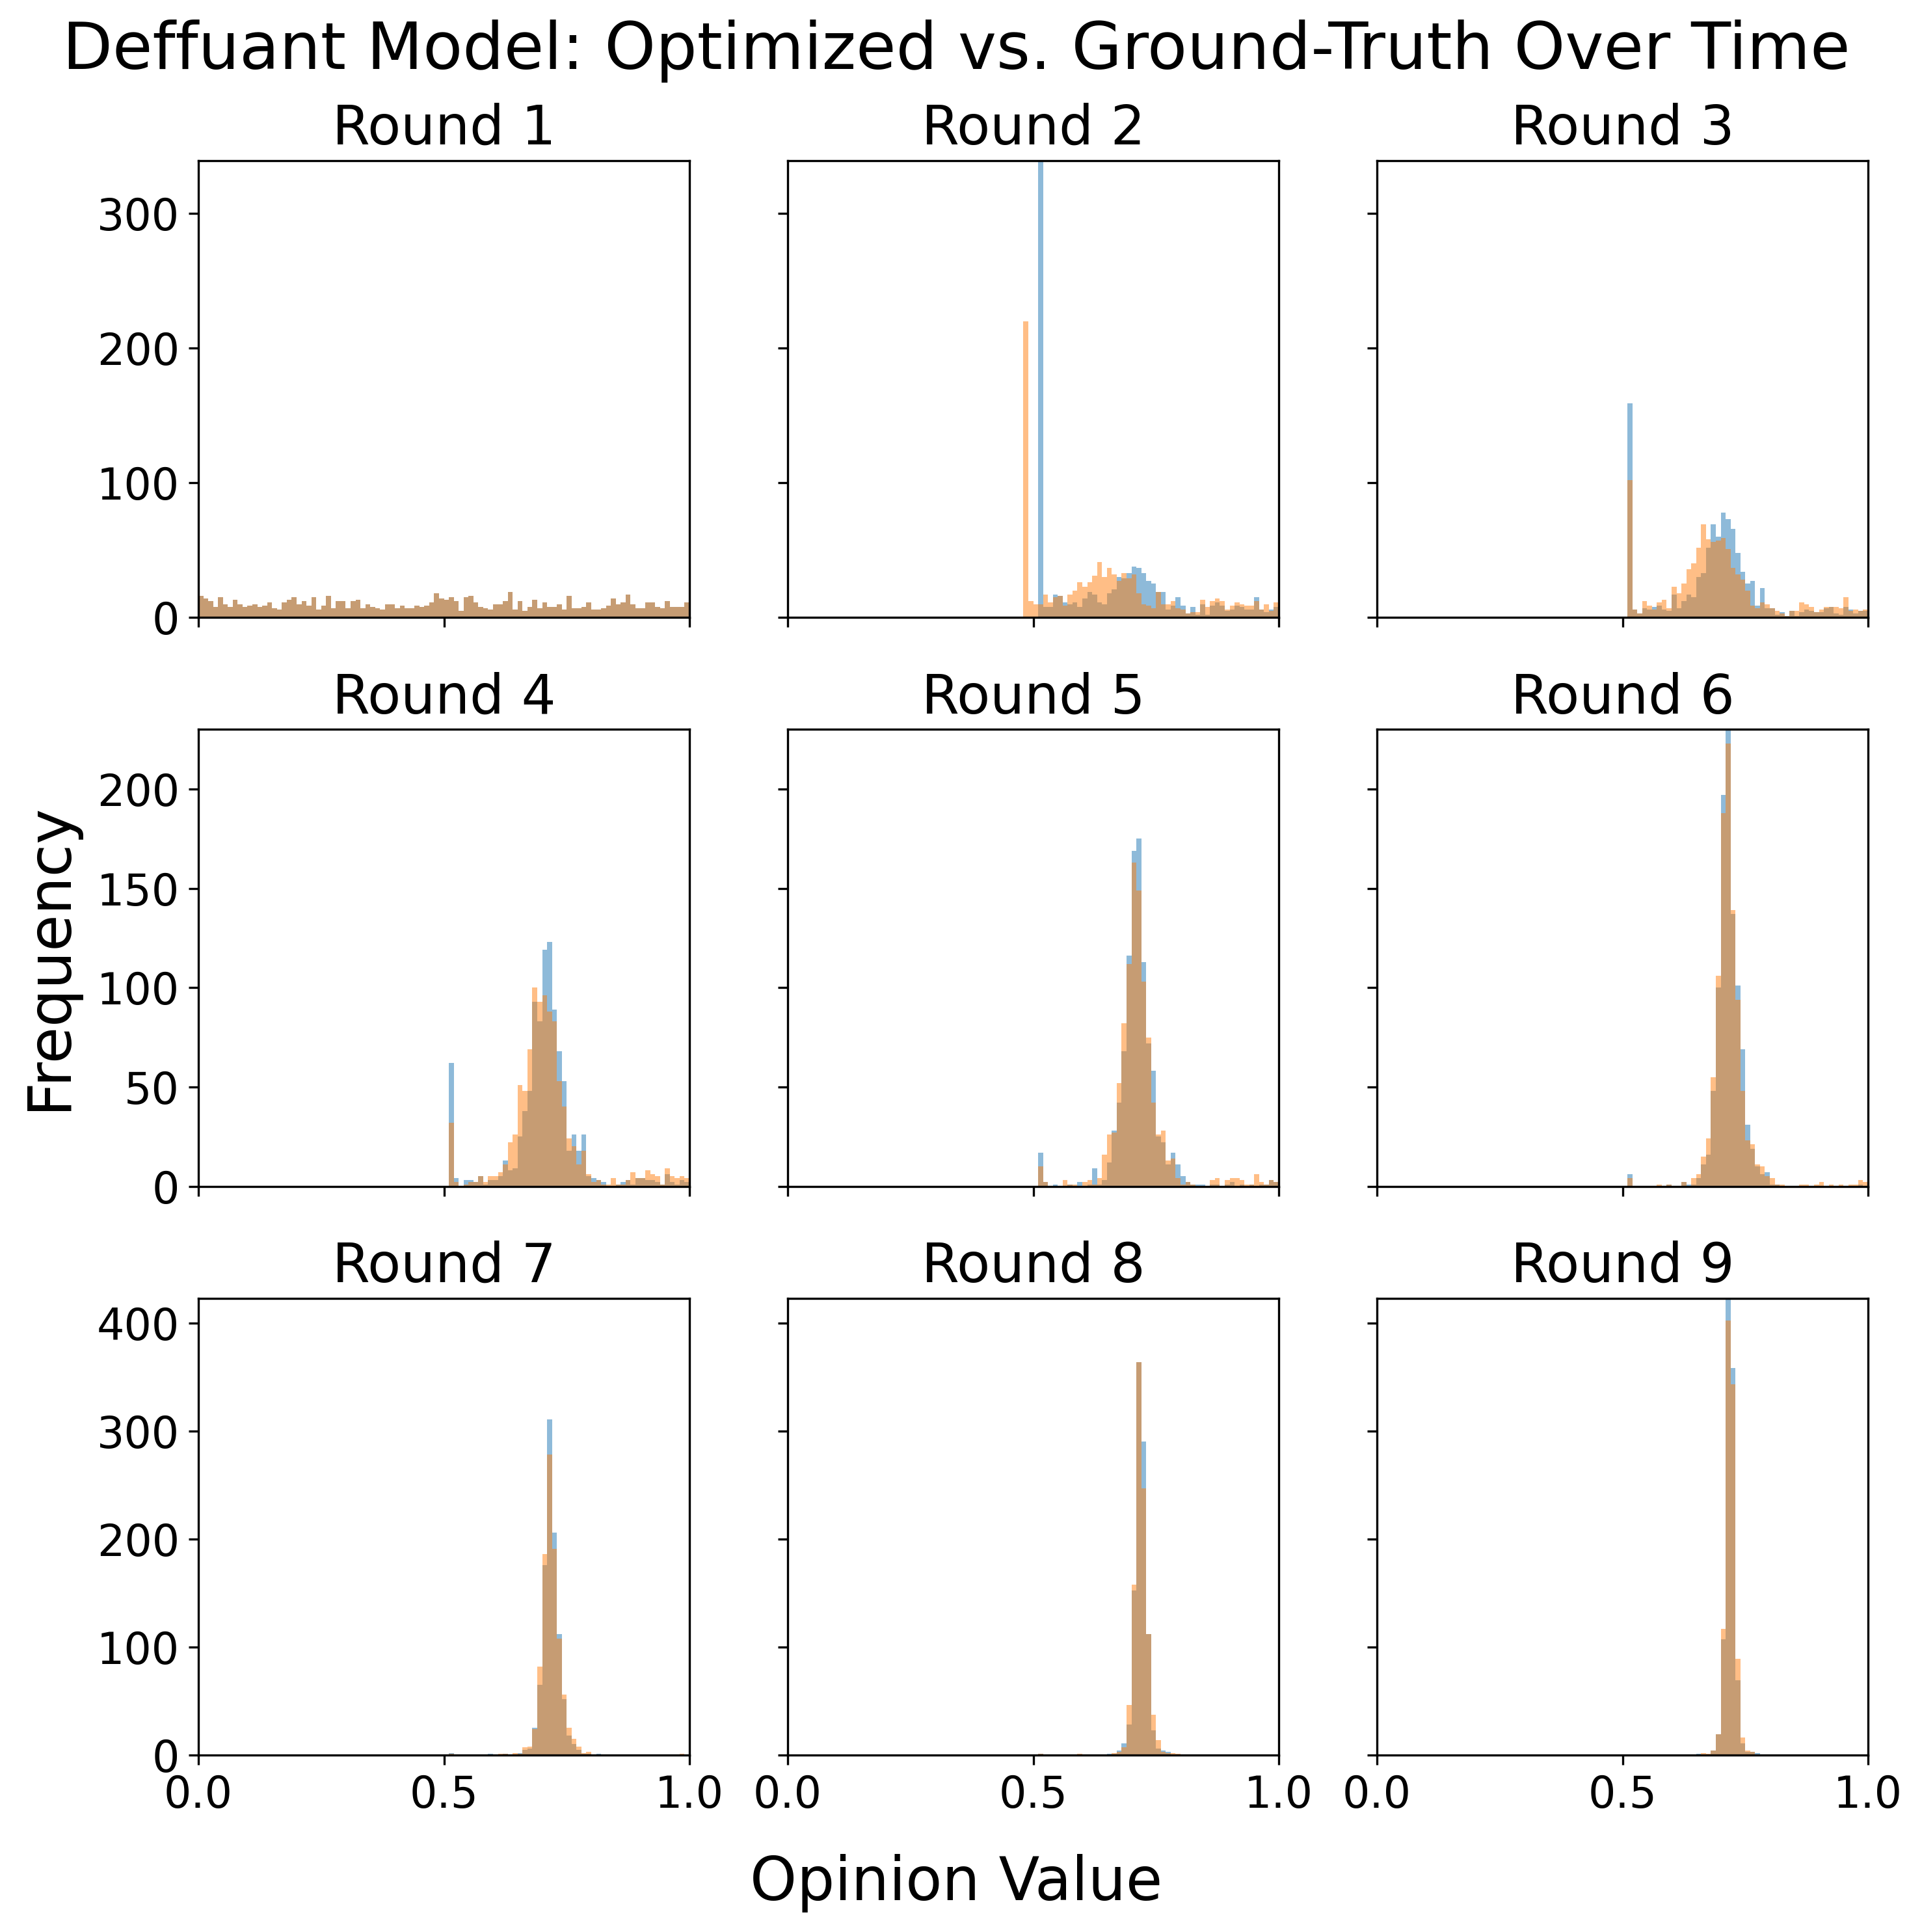 Deffuant Model: Optimized vs. Ground-Truth Over Time
Round 1
Round 2
Round 3
300
200
100
0
Round 4
Round 5
Round 6
200
150
100
50
0
Frequency
Round 7
Round 8
Round 9
400
300
200
100
0
0.0 0.5 1.0
0.0 0.5 1.0
0.0 0.5 1.0
Opinion Value